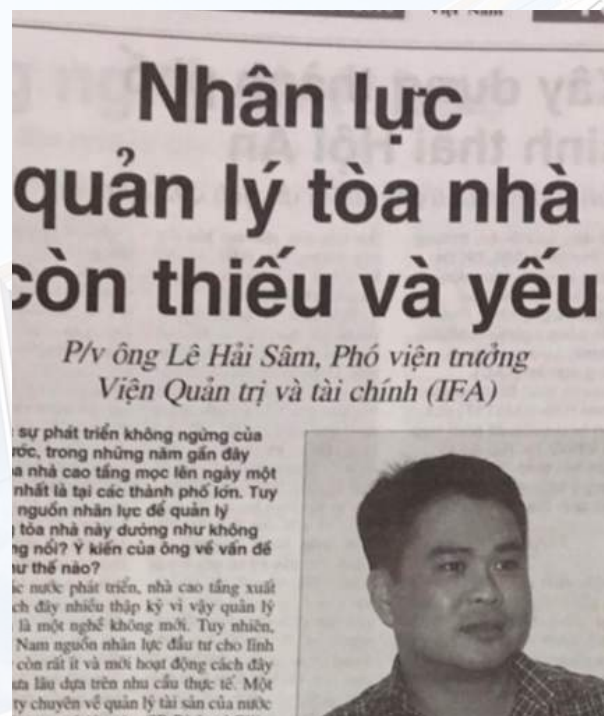 Việt Nam
Nhân lực
quản lý tòa nhà
còn thiếu và yếu
P/v ông Lê Hải Sâm, Phó viện trưởng
Viện Quản trị và tài chính (IFA)
sự phát triển không ngừng của
trong những năm gần đây
nhà cao tầng mọc lên ngày một
nhất là tại các thành phố lớn. Tuy
nguồn nhân lực để quản lý
tòa nhà này dường như không
nổi? Ý kiến của ông về vấn đề
thế nào?
nước phát triển, nhà cao tầng xuất
đây nhiều thập kỷ vì vậy quản lý
là một nghề không mới. Tuy nhiên,
Nam nguồn nhân lực đầu tư cho lĩnh
còn rất ít và mới hoạt động cách đây
lâu dựa trên nhu cầu thực tế. Một
ty chuyên về quản lý tài sản của nước